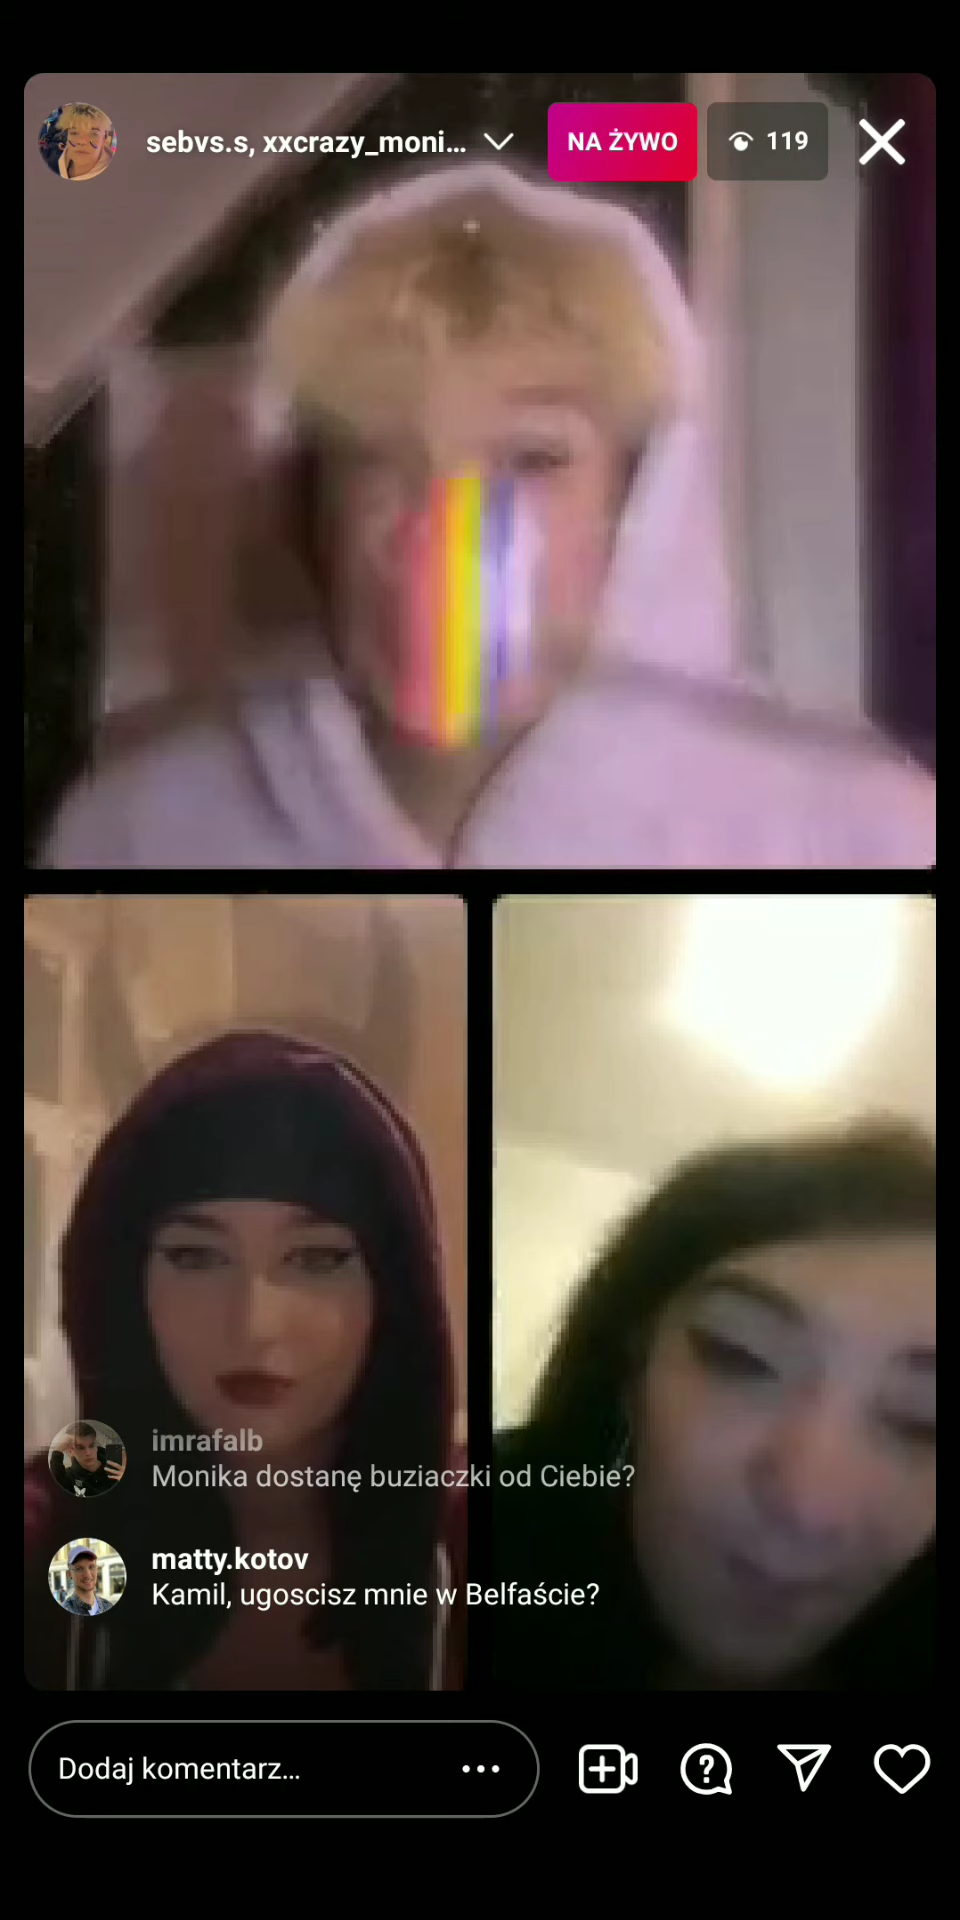 sebvs.s, xxcrazy_moni...
NA ŻYWO
119
imrafalb
Monika dostanę buziaczki od Ciebie?
matty.kotov
Kamil, ugoscisz mnie w Belfaście?
Dodaj komentarz...